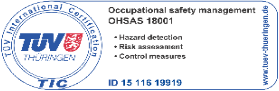 TÜV International Certification
TÜV
THÜRINGEN
TIC
Occupational safety management
OHSAS 18001
• Hazard detection
• Risk assessment
• Control measures
ID 15 116 19919
www.tuev-thueringen.de